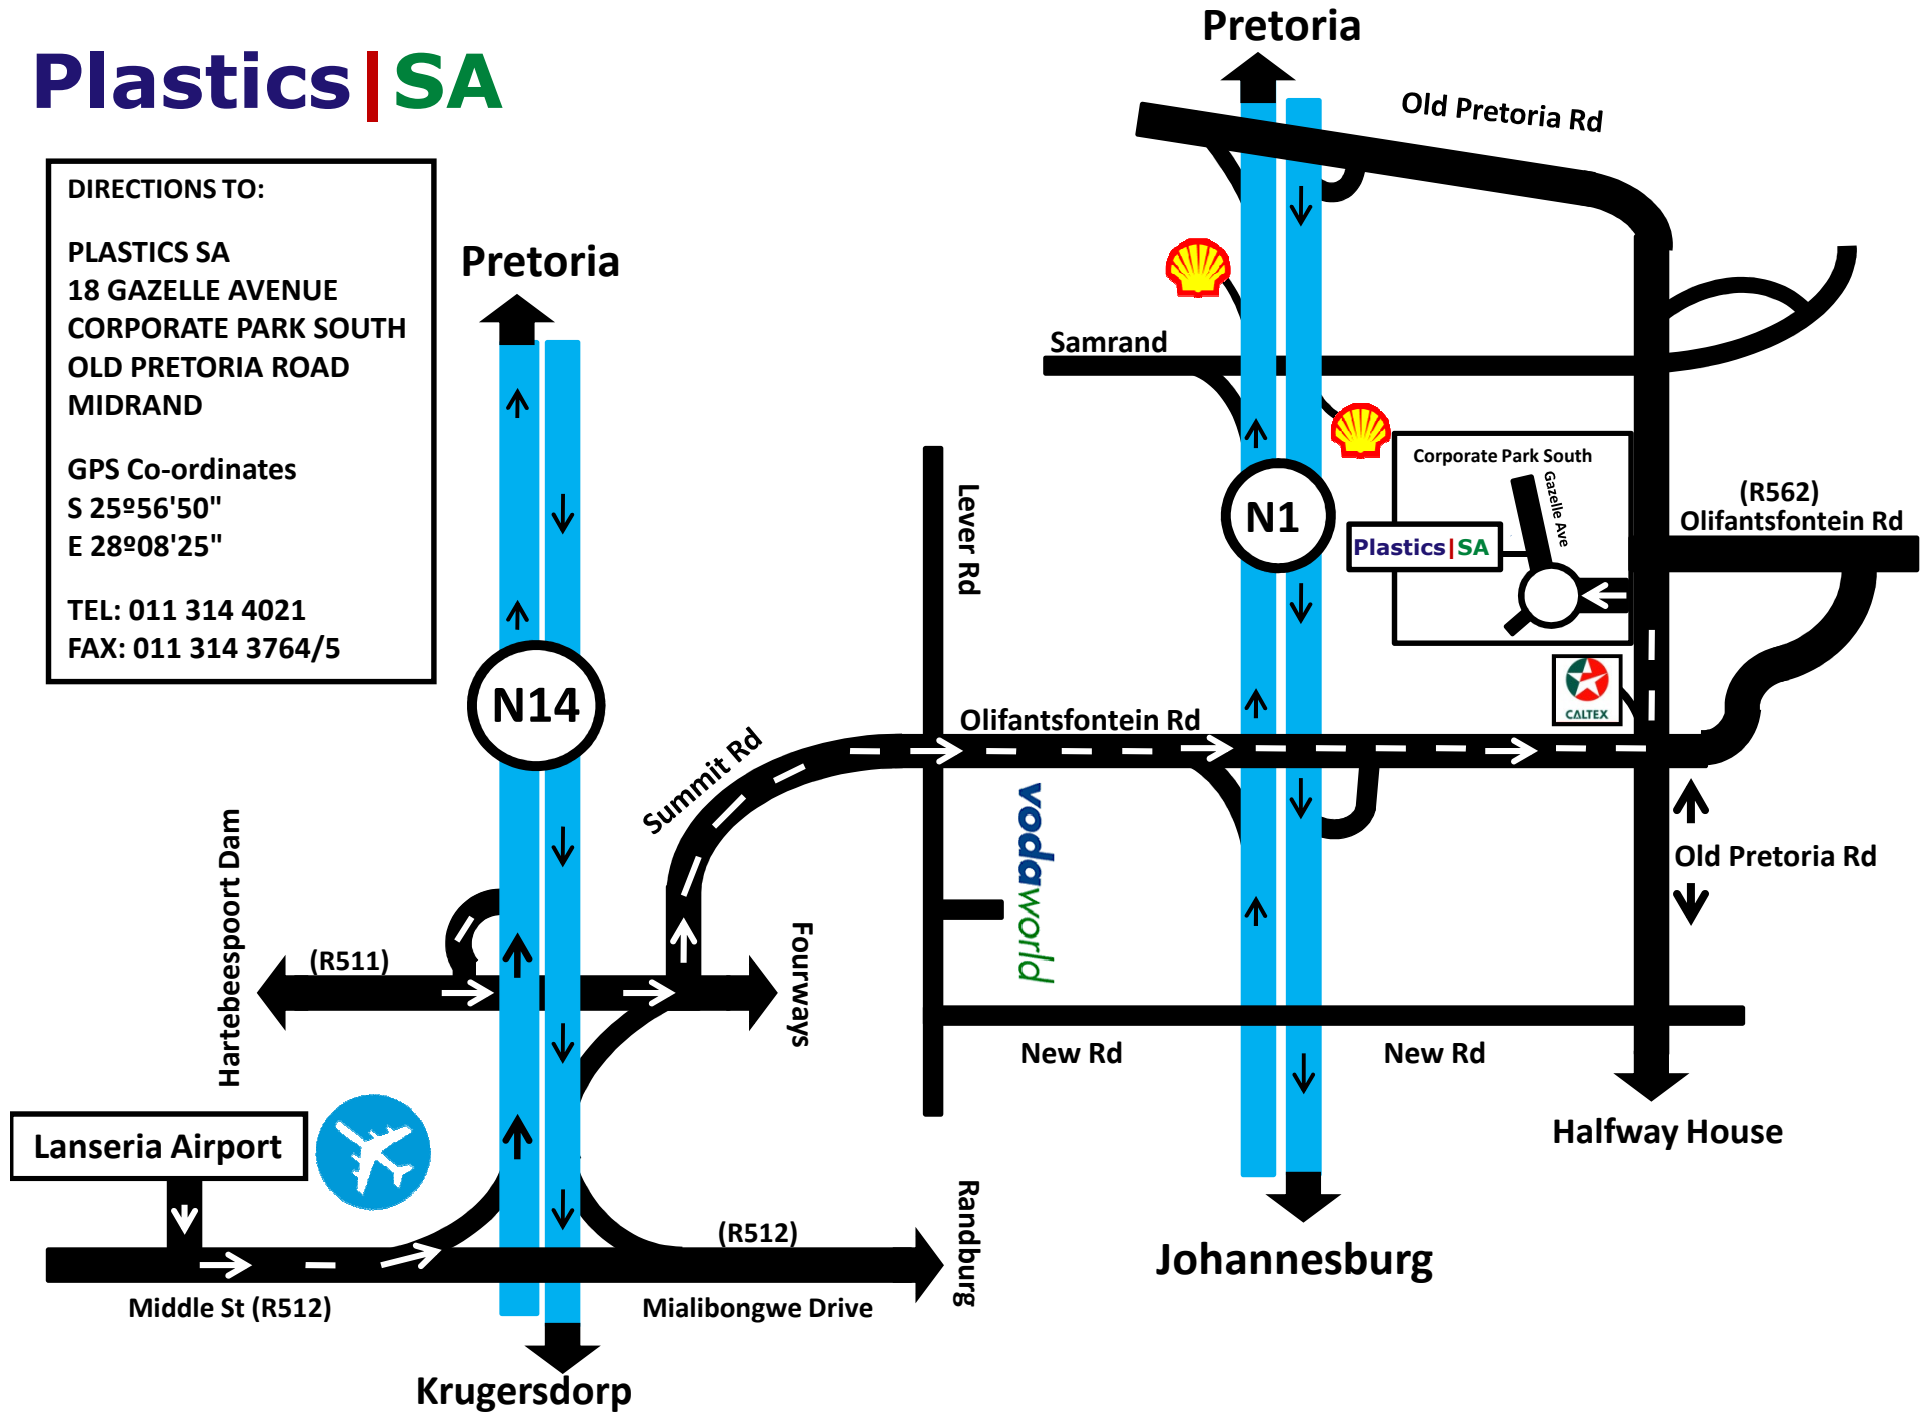 Plastics|SA
DIRECTIONS TO:
PLASTICS SA
18 GAZELLE AVENUE
CORPORATE PARK SOUTH
OLD PRETORIA ROAD
MIDRAND
GPS Co-ordinates
S 25º56'50"
E 28º08'25"
TEL: 011 314 4021
FAX: 011 314 3764/5
Pretoria
N14
Summit Rd
Hartebeespoort Dam
(R511)
Fourways
Lanseria Airport
Middle St (R512)
(R512)
Mialibongwe Drive
Randburg
Krugersdorp
Pretoria
Old Pretoria Rd
Samrand
Lever Rd
N1
Corporate Park South
Gazelle Ave
Plastics|SA
(R562)
Olifantsfontein Rd
CALTEX
Olifantsfontein Rd
vodaworld
Old Pretoria Rd
New Rd
New Rd
Halfway House
Johannesburg